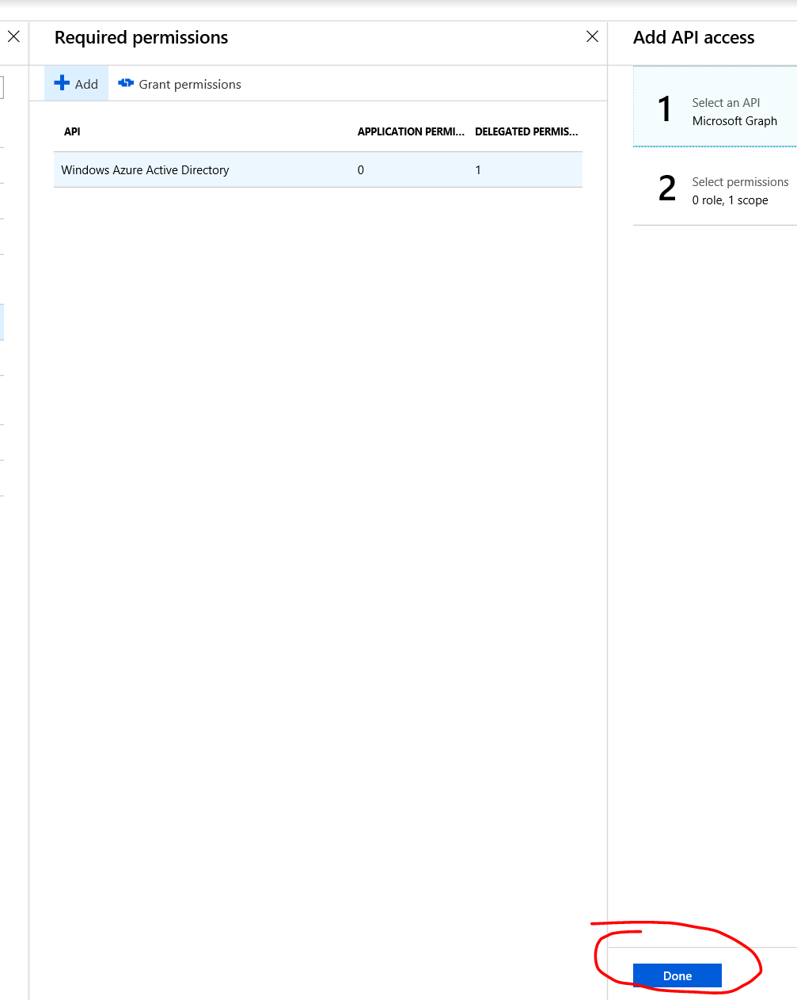 Required permissions
Add API access
Add
Grant permissions
API
APPLICATION PERMI...
DELEGATED PERMIS...
Windows Azure Active Directory
0
1
1
Select an API
Microsoft Graph
2
Select permissions
0 role, 1 scope
Done